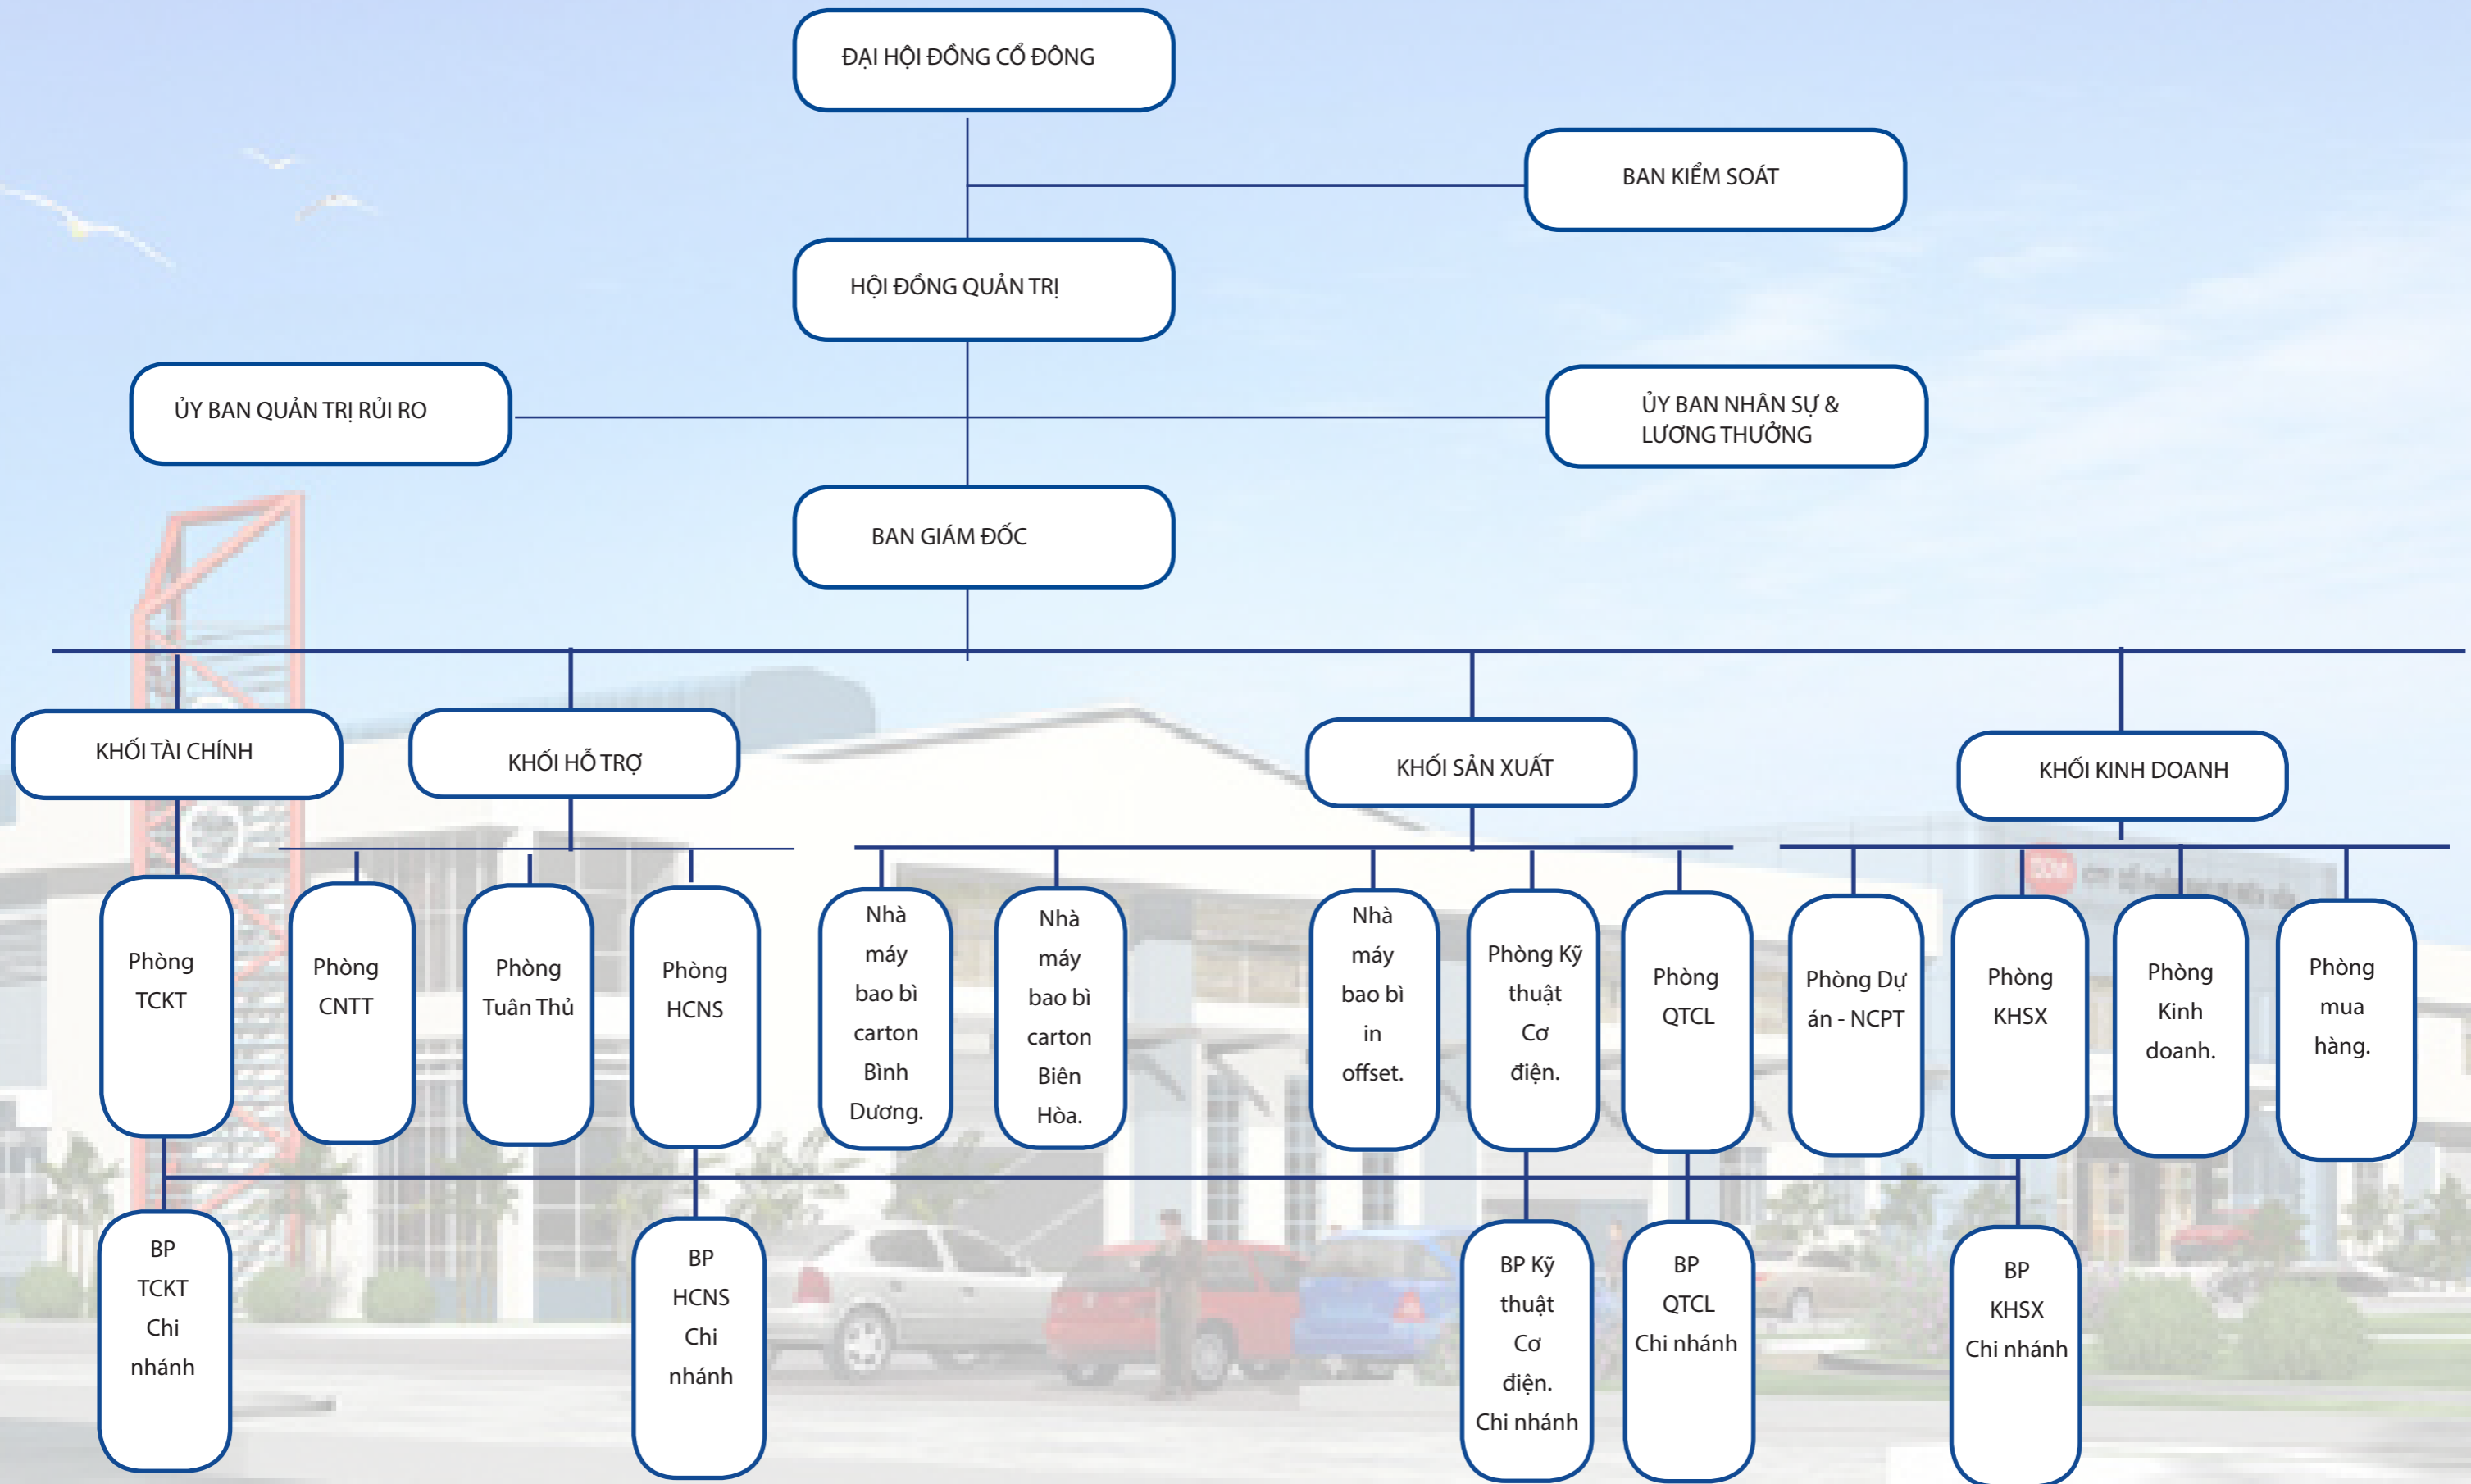 ĐẠI HỘI ĐỒNG CỔ ĐÔNG
BAN KIỂM SOÁT
HỘI ĐỒNG QUẢN TRỊ
ỦY BAN QUẢN TRỊ RỦI RO
ỦY BAN NHÂN SỰ &
LƯƠNG THƯỞNG
BAN GIÁM ĐỐC
KHỐI TÀI CHÍNH
KHỐI HỖ TRỢ
KHỐI SẢN XUẤT
KHỐI KINH DOANH
Phòng
TCKT
Phòng
CNTT
Phòng
Tuân Thủ
Phòng
HCNS
Nhà
máy
bao bì
carton
Bình
Dương.
Nhà
máy
bao bì
carton
Biên
Hòa.
Nhà
máy
bao bì
in
offset.
Phòng Kỹ
thuật
Cơ
điện.
Phòng
QTCL
Phòng Dự
án - NCPT
Phòng
KHSX
Phòng
Kinh
doanh.
Phòng
mua
hàng.
BP
TCKT
Chi
nhánh
BP
HCNS
Chi
nhánh
BP Kỹ
thuật
Cơ
điện.
Chi nhánh
BP
QTCL
Chi nhánh
BP
KHSX
Chi nhánh